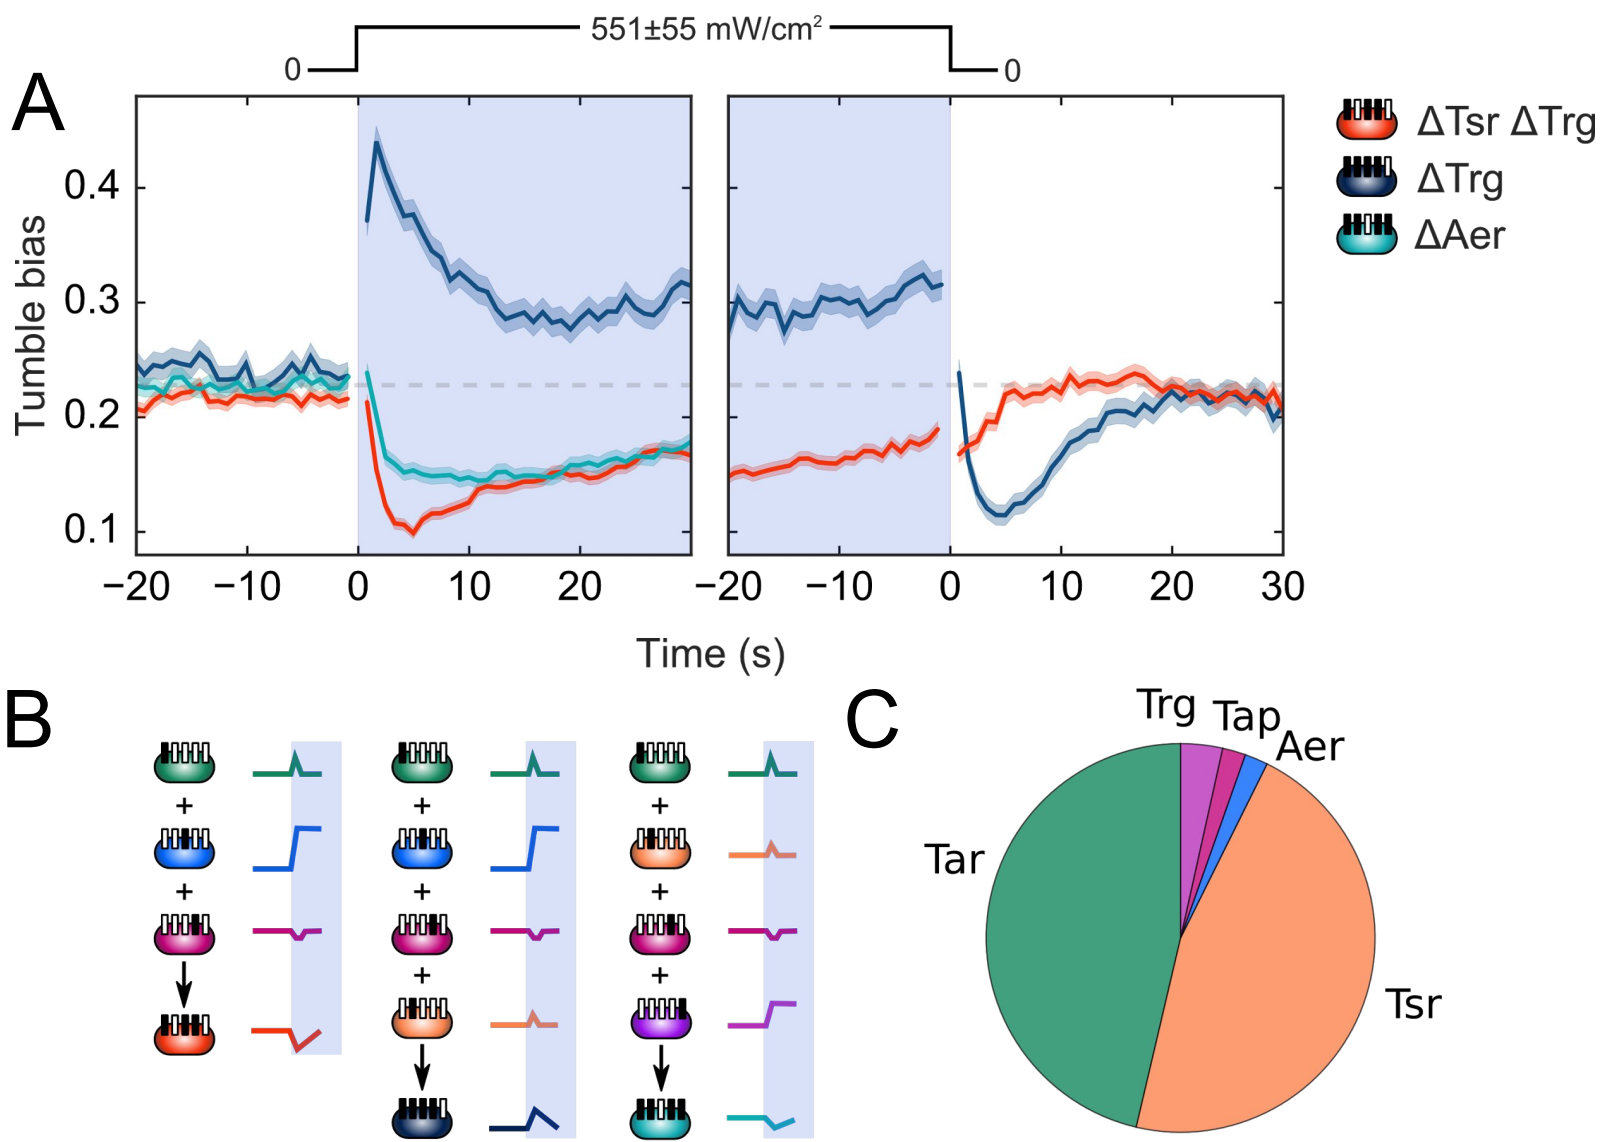 551±55 mW/cm²
0
0
A
ΔTsr ΔTrg
ΔTrg
ΔAer
Tumble bias
0.4
0.3
0.2
0.1
−20 −10 0 10 20 −20 −10 0 10 20 30
Time (s)
B
+ + +
+ + +
+ +
C
Trg Tap Aer
Tar
Tsr